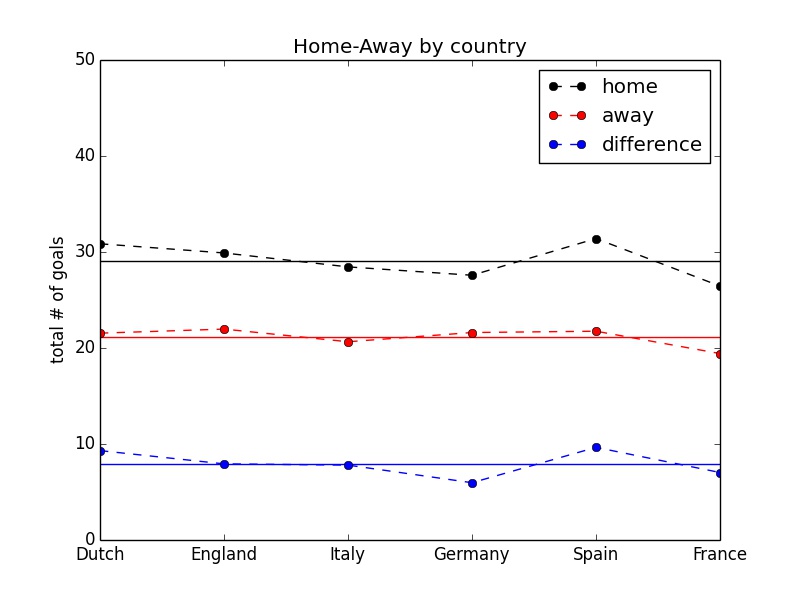 Home-Away by country
home
away
difference
total # of goals
50
40
30
20
10
0
Dutch England Italy Germany Spain France